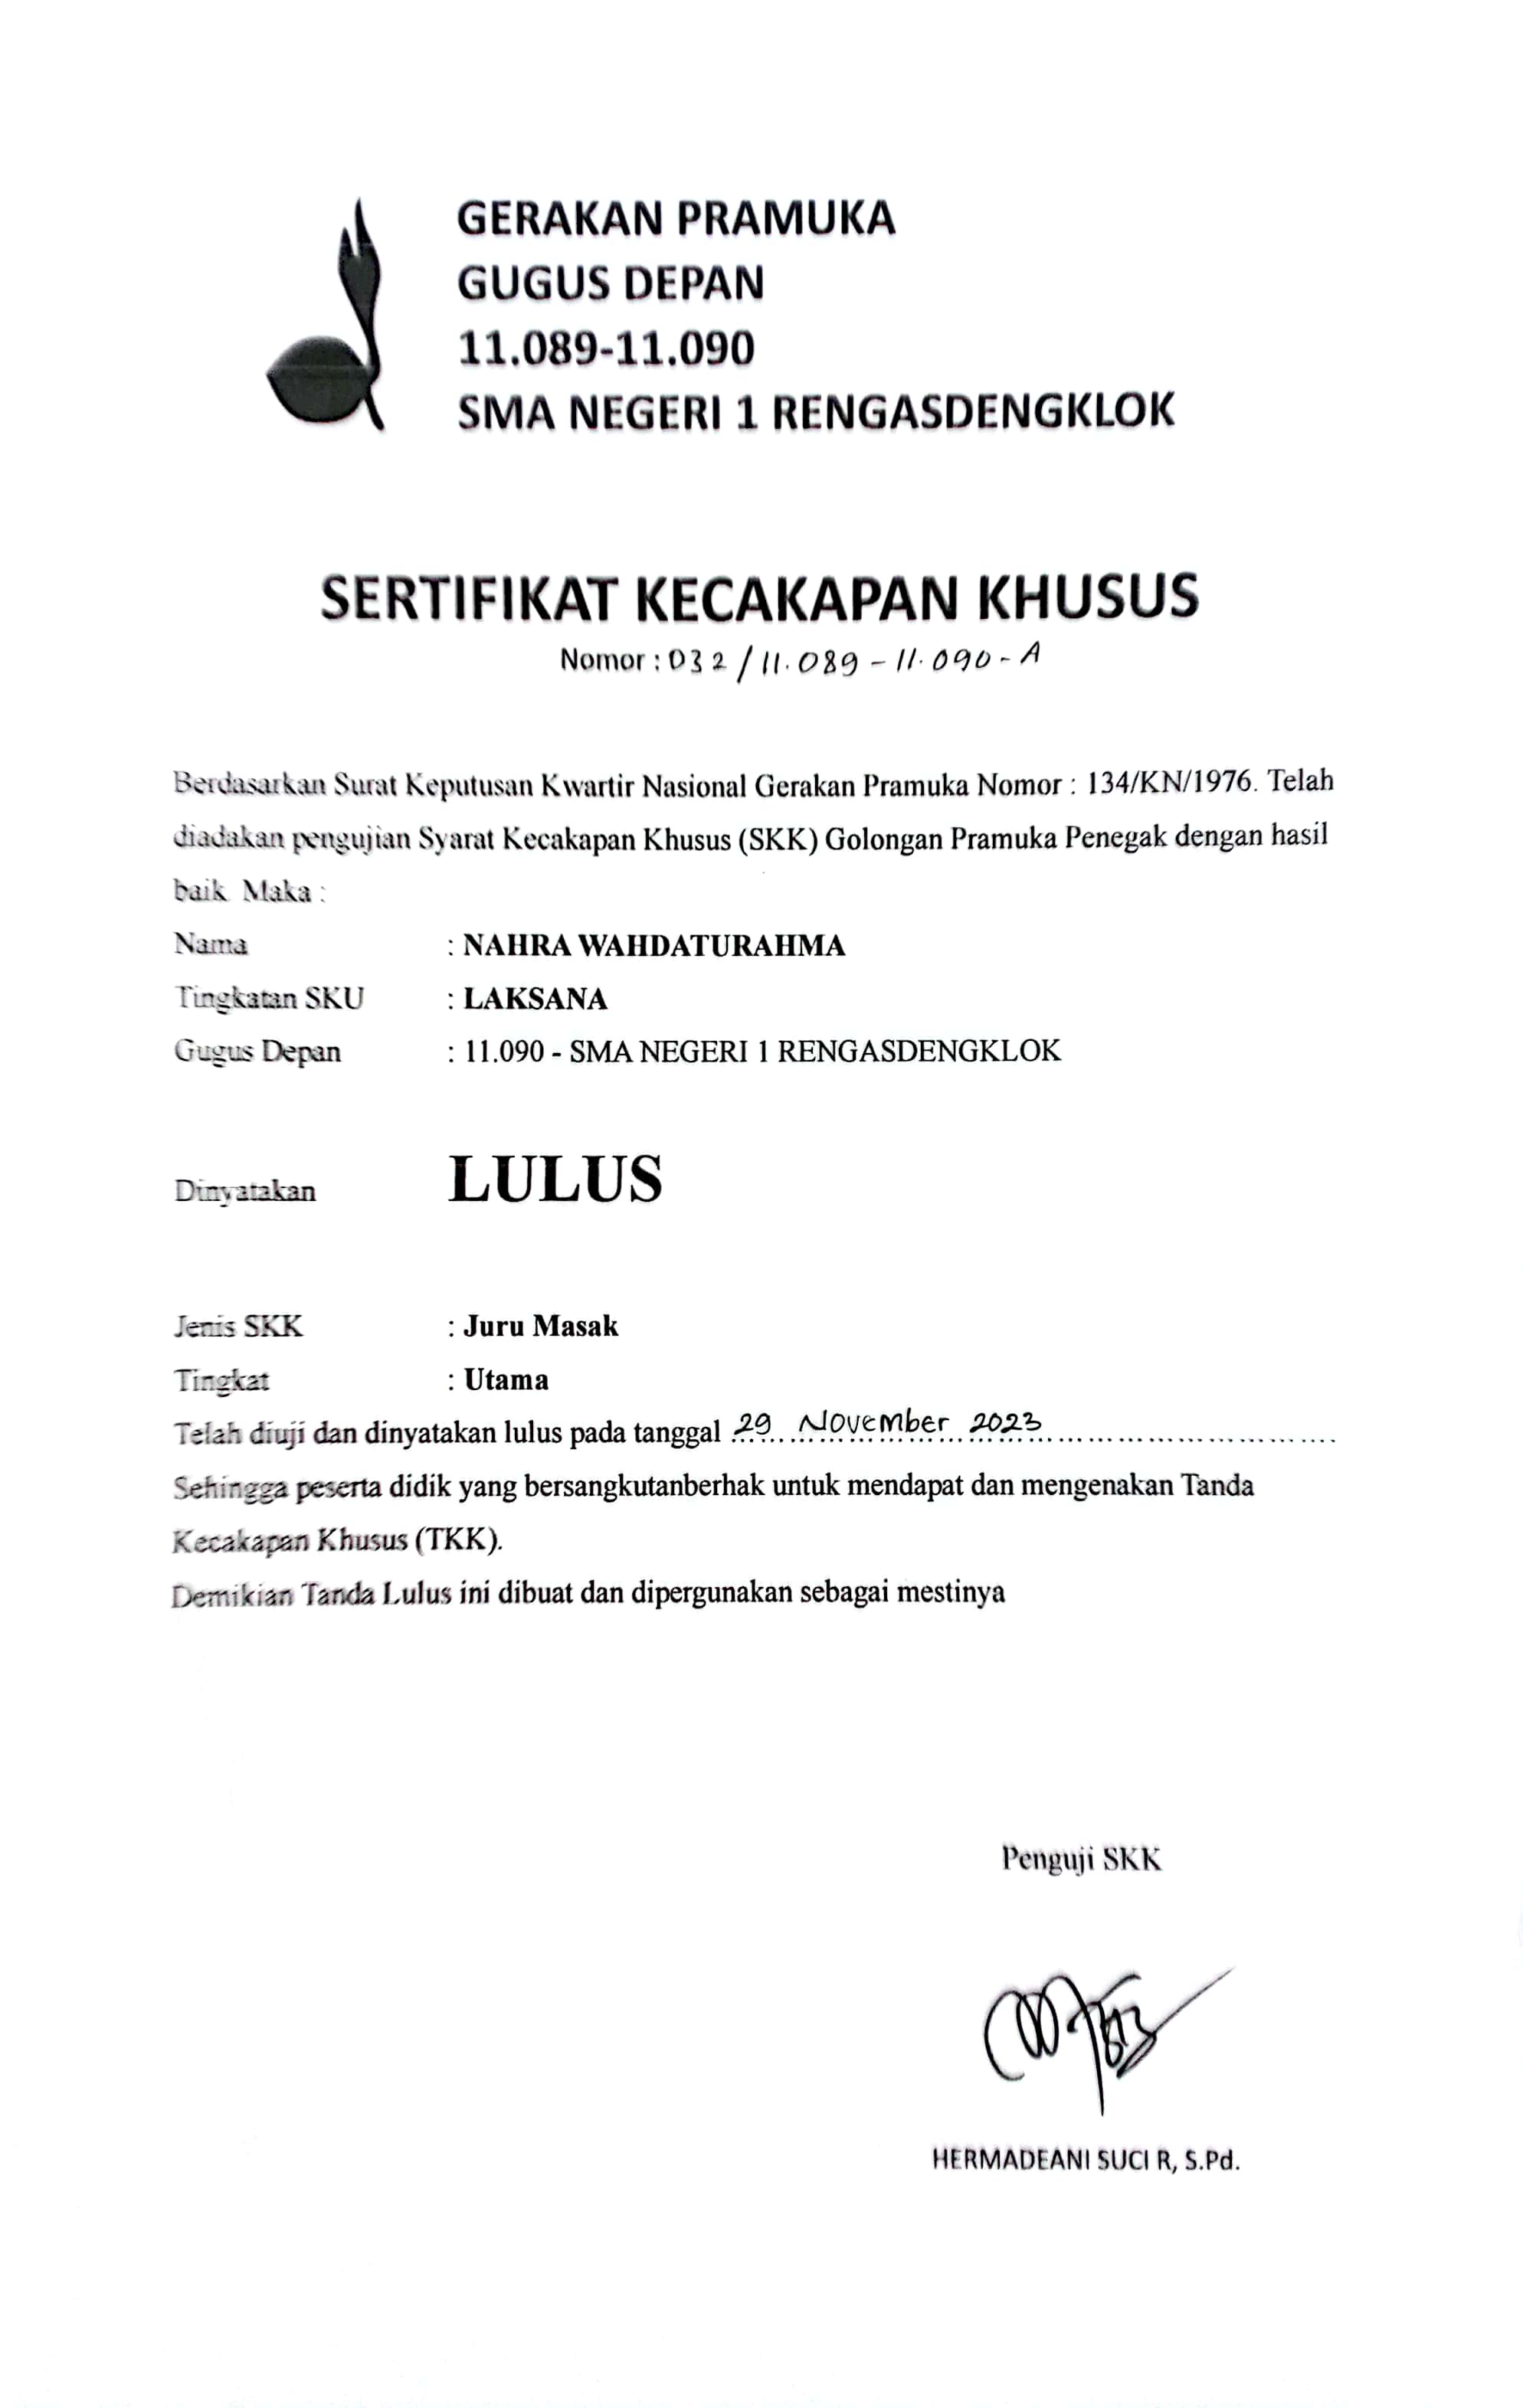 GERAKAN PRAMUKA
GUGUS DEPAN
11.089-11.090
SMA NEGERI 1 RENGASDENGKLOK
SERTIFIKAT KECAKAPAN KHUSUS
Nomor : 032/11.089-11.090-A
Berdasarkan Surat Keputusan Kwartir Nasional Gerakan Pramuka Nomor : 134/KN/1976. Telah
diadakan pengujian Syarat Kecakapan Khusus (SKK) Golongan Pramuka Penegak dengan hasil
baik Maka :
Nama : NAHRA WAHDATURAHMA
Tingkatan SKU : LAKSANA
Gugus Depan : 11.090 - SMA NEGERI 1 RENGASDENGKLOK
Dinyatakan LULUS
Jenis SKK : Juru Masak
Tingkat : Utama
Telah diuji dan dinyatakan lulus pada tanggal 29 November 2023
Sehingga peserta didik yang bersangkutanberhak untuk mendapat dan mengenakan Tanda
Kecakapan Khusus (TKK).
Demikian Tanda Lulus ini dibuat dan dipergunakan sebagai mestinya
Penguji SKK
HERMADEANI SUCI R, S.Pd.